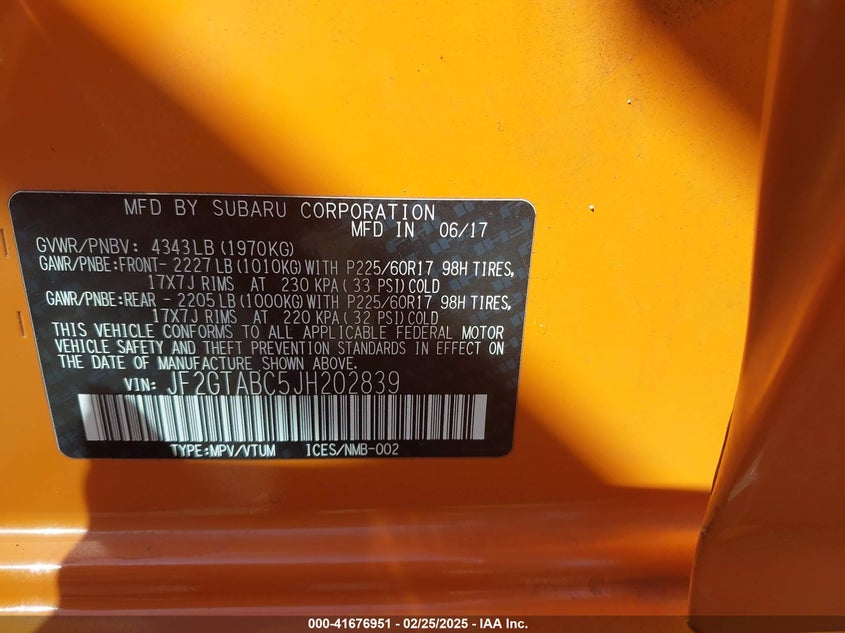 MFD BY SUBARU CORPORATION
MFD IN 06/17
GVWR/PNBV: 4343LB (1970KG)
GAWR/PNBE:FRONT- 2227LB (1010KG) WITH P225/60R17 98H TIRES,
17X7J RIMS AT 230 KPA (33 PSI) COLD
GAWR/PNBE:REAR - 2205LB (1000KG) WITH P225/60R17 98H TIRES,
17X7J RIMS AT 220 KPA (32 PSI) COLD
THIS VEHICLE CONFORMS TO ALL APPLICABLE FEDERAL MOTOR
VEHICLE SAFETY AND THEFT PREVENTION STANDARDS IN EFFECT ON
THE DATE OF MANUFACTURE SHOWN ABOVE.
VIN: JF2GTABC5JH202839
TYPE:MPV/VTUM ICES/NMB-002
000-41676951 - 02/25/2025 - IAA Inc.